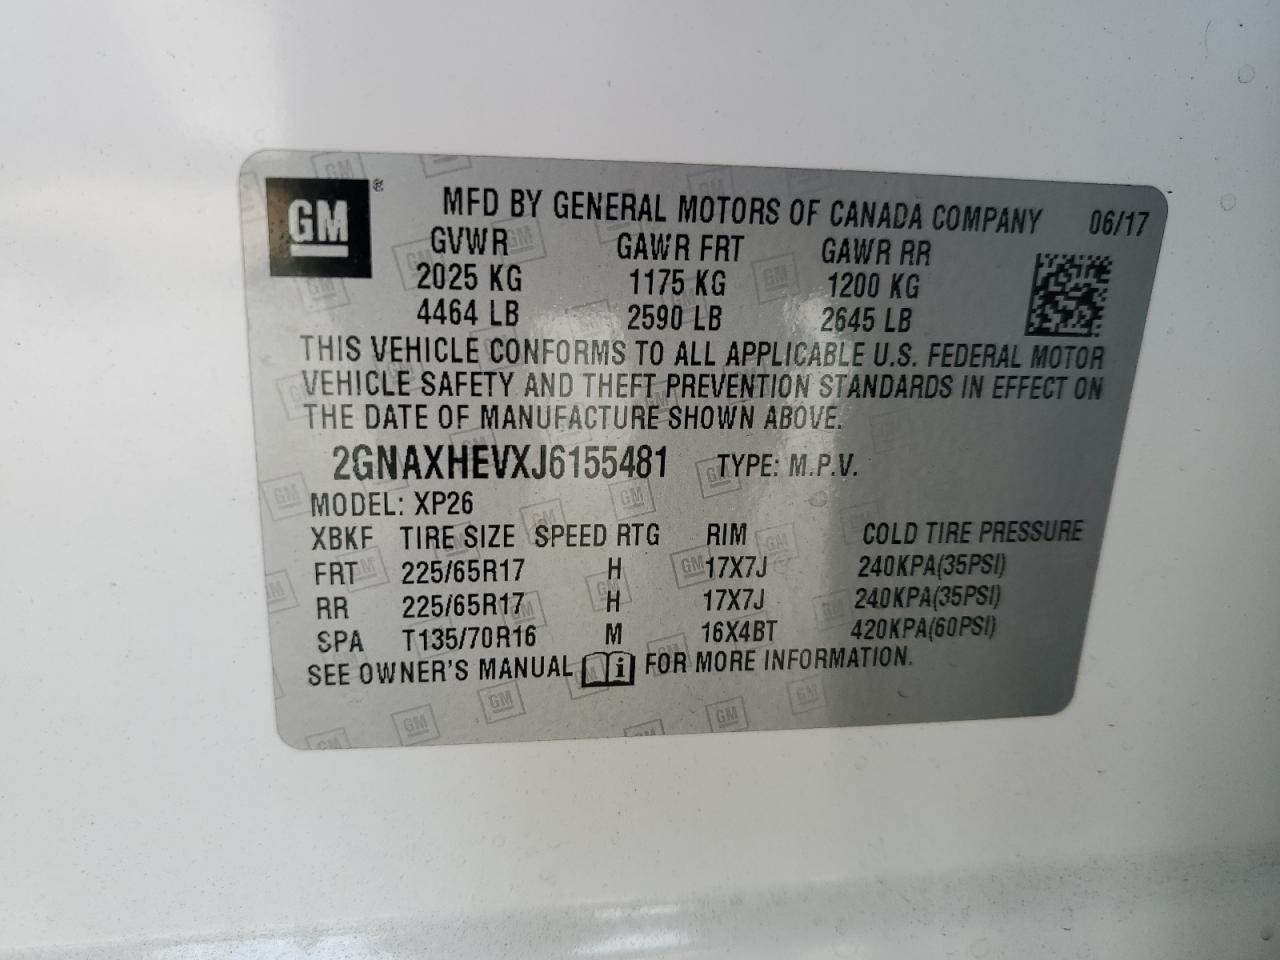 GM®
MFD BY GENERAL MOTORS OF CANADA COMPANY 06/17
GVWR GAWR FRT GAWR RR
2025 KG 1175 KG 1200 KG
4464 LB 2590 LB 2645 LB
THIS VEHICLE CONFORMS TO ALL APPLICABLE U.S. FEDERAL MOTOR
VEHICLE SAFETY AND THEFT PREVENTION STANDARDS IN EFFECT ON
THE DATE OF MANUFACTURE SHOWN ABOVE.
2GNAXHEVXJ6155481 TYPE: M.P.V.
MODEL: XP26
XBKF TIRE SIZE SPEED RTG RIM COLD TIRE PRESSURE
FRT 225/65R17 H 17X7J 240KPA(35PSI)
RR 225/65R17 H 17X7J 240KPA(35PSI)
SPA T135/70R16 M 16X4BT 420KPA(60PSI)
SEE OWNER'S MANUAL i FOR MORE INFORMATION.